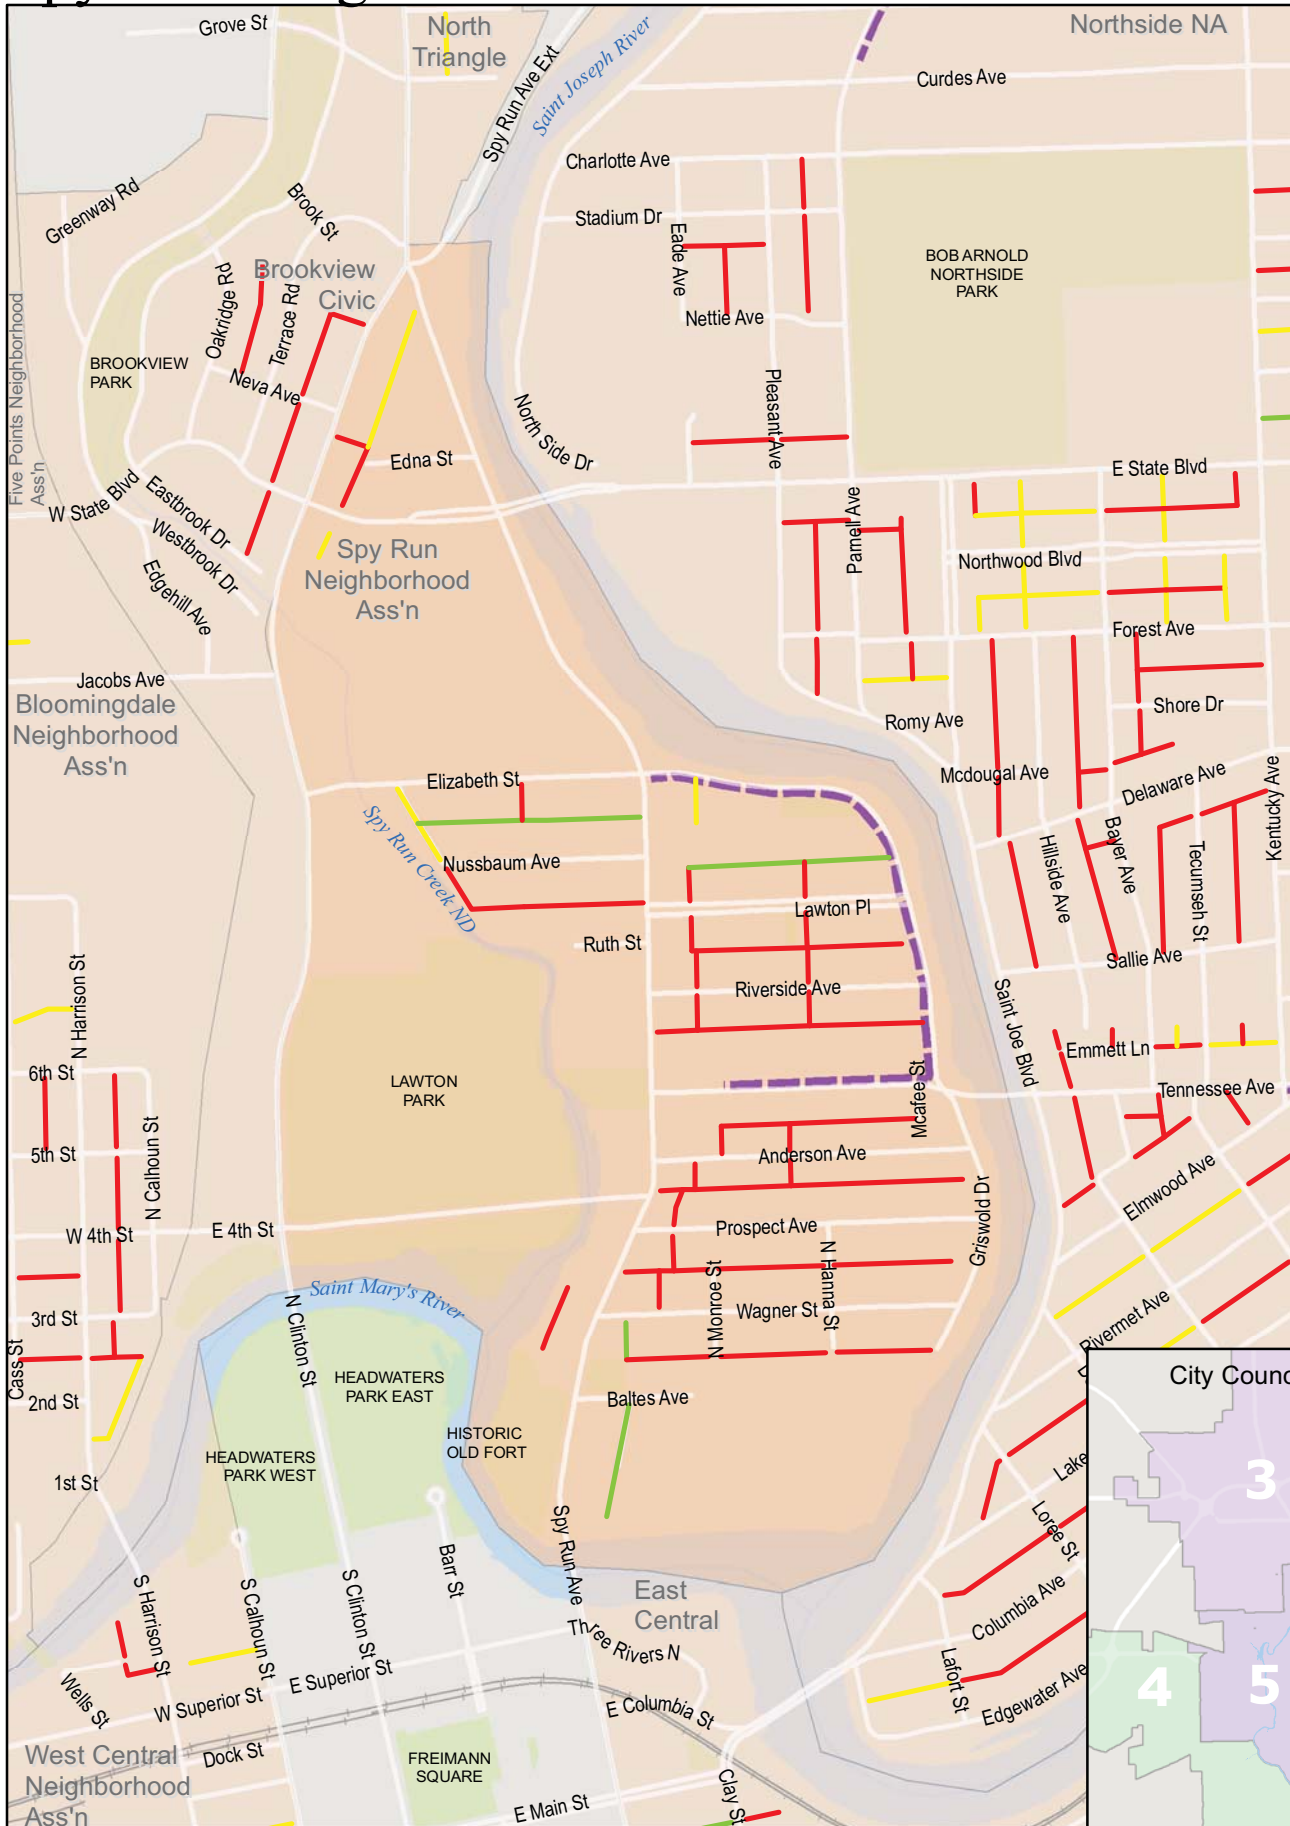 Grove St
North
Triangle
Spy Run Ave Ext
Saint Joseph River
Northside NA
Curdes Ave
Charlotte Ave
Stadium Dr
Eade Ave
Nettie Ave
BOB ARNOLD
NORTHSIDE
PARK
Greenway Rd
Brook St
Oakridge Rd
Brookview
Civic
Terrace Rd
Neva Ave
BROOKVIEW
PARK
Five Points Neighborhood
Ass'n
Pleasant Ave
North Side Dr
Edna St
E State Blvd
W State Blvd
Eastbrook Dr
Westbrook Dr
Edgehill Ave
Spy Run
Neighborhood
Ass'n
Parnell Ave
Northwood Blvd
Forest Ave
Jacobs Ave
Bloomingdale
Neighborhood
Ass'n
Shore Dr
Romy Ave
Mcdougal Ave
Delaware Ave
Kentucky Ave
Elizabeth St
Spy Run Creek ND
Nussbaum Ave
Hillside Ave
Bayer Ave
Tecumseh St
Lawton Pl
Ruth St
Sallie Ave
Riverside Ave
N Harrison St
Saint Joe Blvd
Emmett Ln
6th St
LAWTON
PARK
Mcafee St
Tennessee Ave
N Calhoun St
5th St
Anderson Ave
Elmwood Ave
Griswold Dr
W 4th St
E 4th St
Prospect Ave
N Monroe St
N Hanna St
Saint Mary's River
N Clinton St
3rd St
Wagner St
Rivermet Ave
Cass St
City Counc
HEADWATERS
PARK EAST
2nd St
Baltes Ave
HISTORIC
OLD FORT
HEADWATERS
PARK WEST
1st St
Lake
3
Spy Run Ave
Loree St
Barr St
S Harrison St
S Calhoun St
S Clinton St
East
Central
Columbia Ave
Three Rivers N
Lafort St
4
5
Wells St
W Superior St
E Superior St
E Columbia St
Edgewater Ave
West Central
Neighborhood
Ass'n
Dock St
FREIMANN
SQUARE
Clay St
E Main St